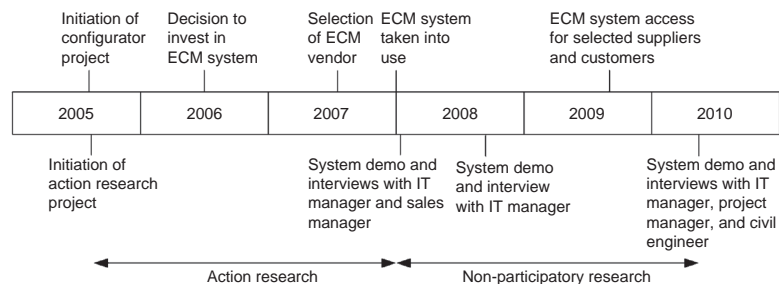 Initiation of
configurator
project
Decision to
invest in
ECM system
Selection
of ECM
vendor
ECM system
taken into
use
ECM system access
for selected suppliers
and customers
2005
2006
2007
2008
2009
2010
Initiation of
action research
project
System demo and
interviews with IT
manager and sales
manager
System demo
and interview
with IT manager
System demo and
interviews with IT
manager, project
manager, and civil
engineer
Action research
Non-participatory research